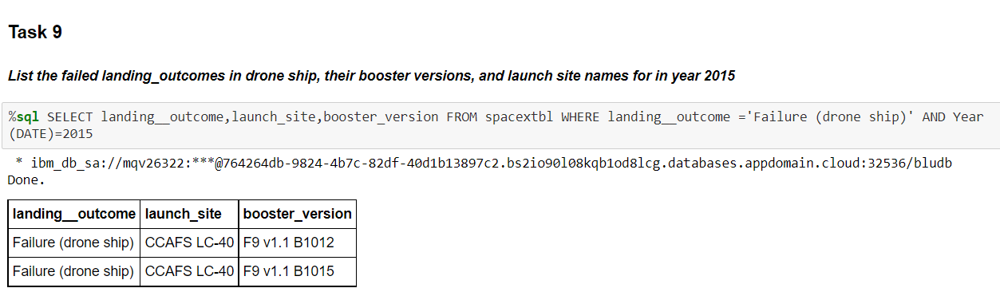 Task 9
List the failed landing_outcomes in drone ship, their booster versions, and launch site names for in year 2015
%sql SELECT landing__outcome,launch_site,booster_version FROM spacextbl WHERE landing__outcome ='Failure (drone ship)' AND Year
(DATE)=2015
* ibm_db_sa://mqv26322:***@764264db-9824-4b7c-82df-40d1b13897c2.bs2io90l08kqb1od8lcg.databases.appdomain.cloud:32536/bludb
Done.
landing__outcome launch_site booster_version
Failure (drone ship) CCAFS LC-40 F9 v1.1 B1012
Failure (drone ship) CCAFS LC-40 F9 v1.1 B1015